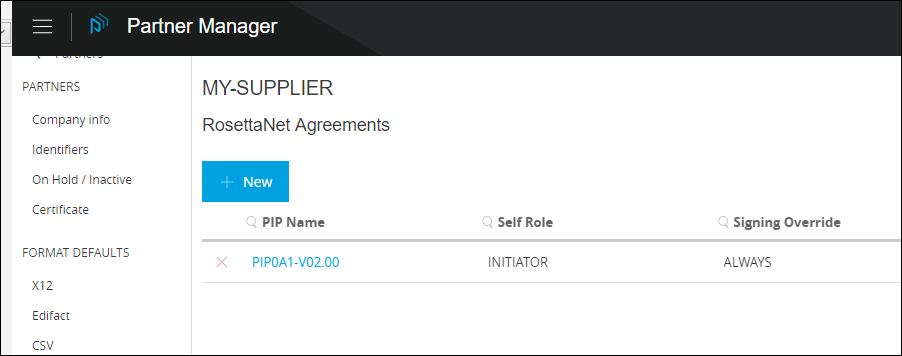 Partner Manager
Partners
PARTNERS
Company info
Identifiers
On Hold / Inactive
Certificate
FORMAT DEFAULTS
X12
Edifact
CSV
MY-SUPPLIER
RosettaNet Agreements
New
PIP Name Self Role Signing Override
PIP0A1-V02.00 INITIATOR ALWAYS